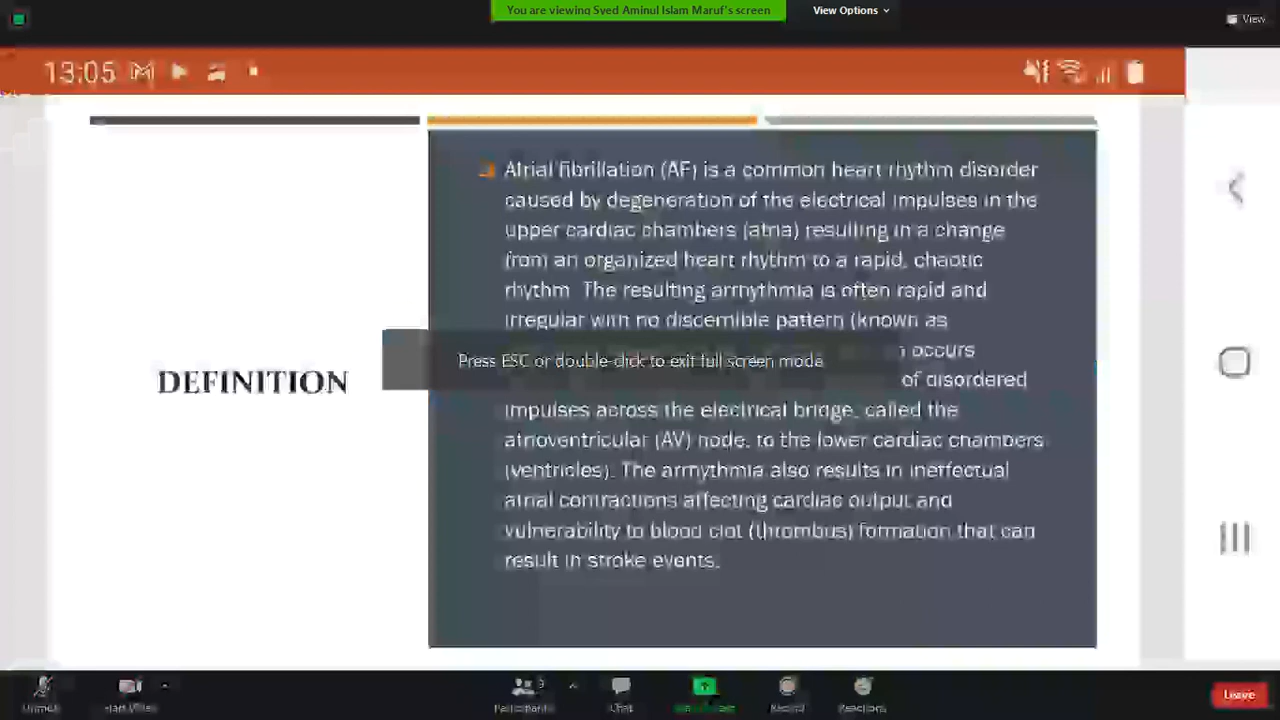 You are viewing Syed Aminul Islam Maruf's screen
View Options
View
13:05
Atrial fibrillation (AF) is a common heart rhythm disorder
caused by degeneration of the electrical impulses in the
upper cardiac chambers (atria) resulting in a change
from an organized heart rhythm to a rapid, chaotic
rhythm. The resulting arrhythmia is often rapid and
irregular with no discernible pattern (known as
occurs
Press ESC or double-click to exit full screen mode
of disordered
DEFINITION
impulses across the electrical bridge, called the
atrioventricular (AV) node, to the lower cardiac chambers
(ventricles). The arrhythmia also results in ineffectual
atrial contractions affecting cardiac output and
vulnerability to blood clot (thrombus) formation that can
result in stroke events.
Unmute
Start Video
Participants
Chat
Record
Reactions
Leave